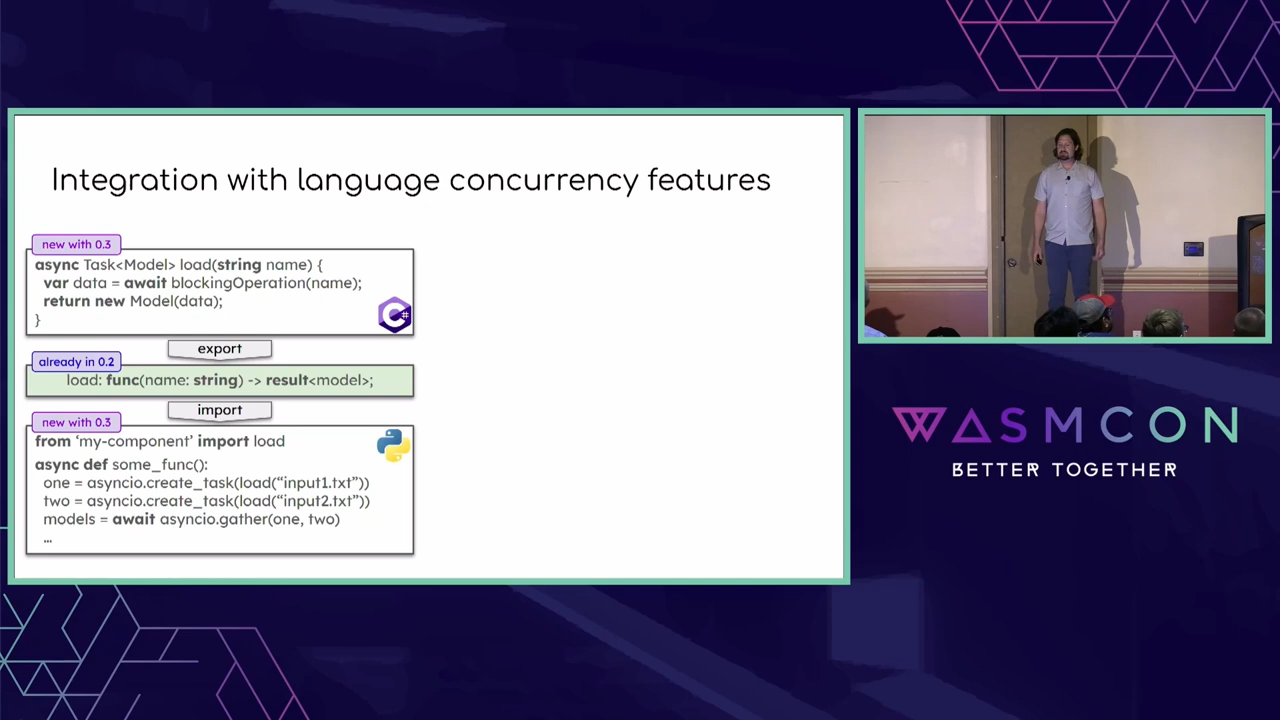 Integration with language concurrency features
new with 0.3
async Task<Model> load(string name) {
var data = await blockingOperation(name);
return new Model(data);
}
C#
export
already in 0.2
load: func(name: string) -> result<model>;
import
new with 0.3
from ‘my-component’ import load
async def some_func():
one = asyncio.create_task(load(“input1.txt”))
two = asyncio.create_task(load(“input2.txt”))
models = await asyncio.gather(one, two)
…
WASMCON
BETTER TOGETHER